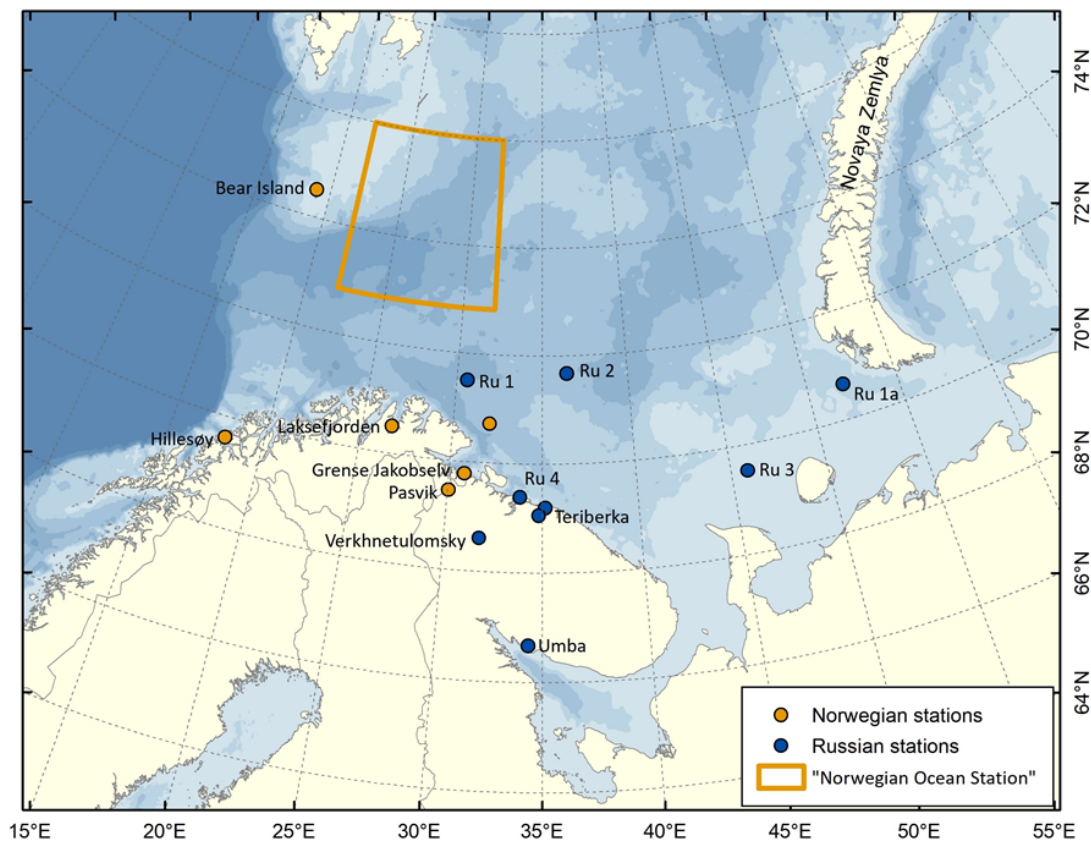 Novaya Zemlya
74°N
Bear Island
72°N
70°N
Ru 1
Ru 2
Ru 1a
Laksefjorden
Hillesøy
68°N
Grense Jakobselv
Ru 3
Ru 4
Pasvik
Teriberka
Verkhnetulomsky
66°N
Umba
64°N
Norwegian stations
Russian stations
"Norwegian Ocean Station"
15°E
20°E
25°E
30°E
35°E
40°E
45°E
50°E
55°E